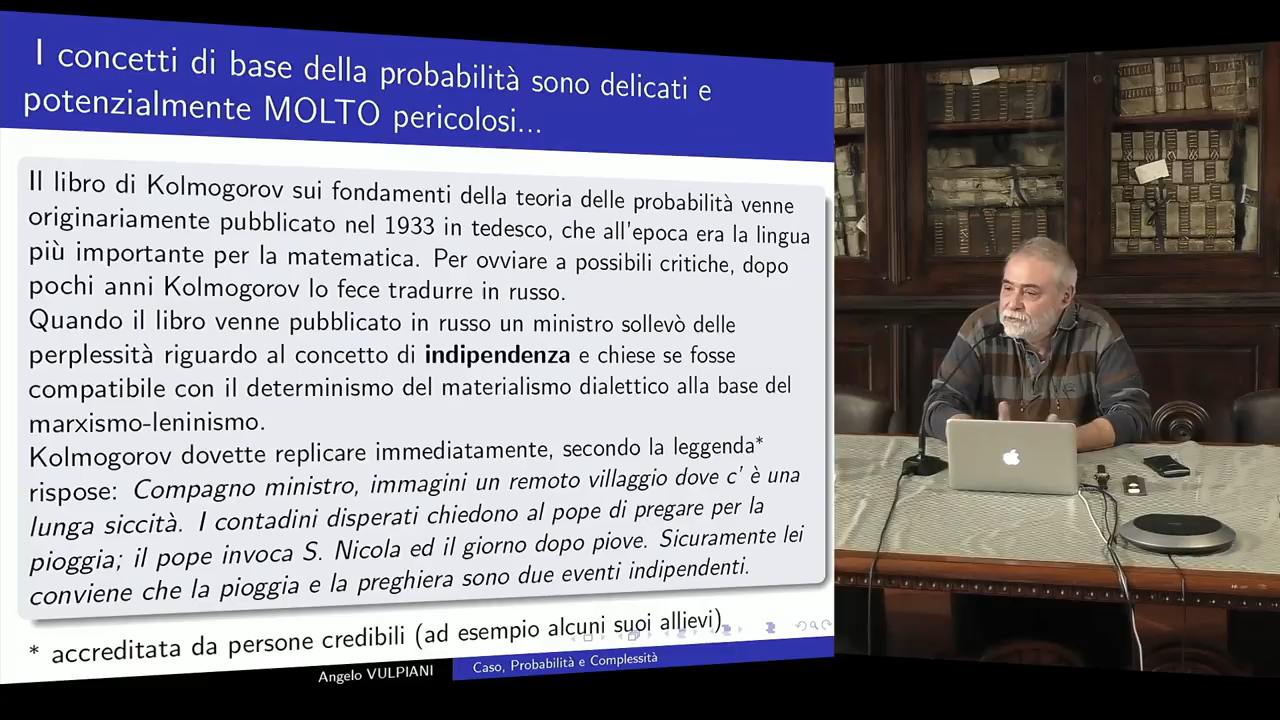 I concetti di base della probabilità sono delicati e
potenzialmente MOLTO pericolosi...
Il libro di Kolmogorov sui fondamenti della teoria delle probabilità venne
originariamente pubblicato nel 1933 in tedesco, che all'epoca era la lingua
più importante per la matematica. Per ovviare a possibili critiche, dopo
pochi anni Kolmogorov lo fece tradurre in russo.
Quando il libro venne pubblicato in russo un ministro sollevò delle
perplessità riguardo al concetto di indipendenza e chiese se fosse
compatibile con il determinismo del materialismo dialettico alla base del
marxismo-leninismo.
Kolmogorov dovette replicare immediatamente, secondo la leggenda*
rispose: Compagno ministro, immagini un remoto villaggio dove c' è una
lunga siccità. I contadini disperati chiedono al pope di pregare per la
pioggia; il pope invoca S. Nicola ed il giorno dopo piove. Sicuramente lei
conviene che la pioggia e la preghiera sono due eventi indipendenti.
* accreditata da persone credibili (ad esempio alcuni suoi allievi)
Angelo VULPIANI
Caso, Probabilità e Complessità